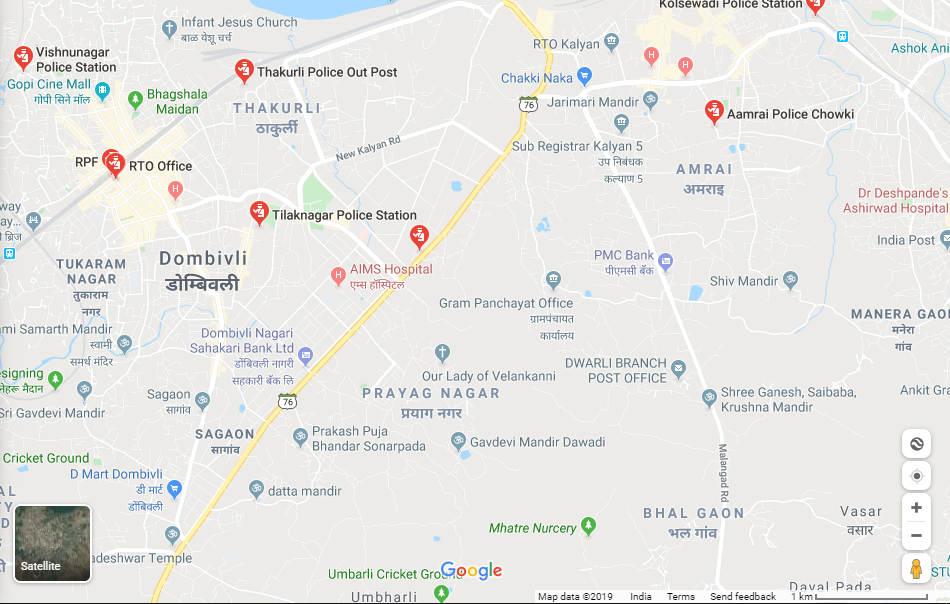 Kolsewadi Police Station
Infant Jesus Church
बाळ येशू चर्च
RTO Kalyan
H
H
Ashok Ani
Vishnunagar
Police Station
Thakurli Police Out Post
Chakki Naka
Gopi Cine Mall
गोपी सिने मॉल
Bhagshala
Maidan
THAKURLI
ठाकुर्ली
76
Jarimari Mandir
Aamrai Police Chowki
New Kalyan Rd
Sub Registrar Kalyan 5
उप निबंधक
कल्याण 5
RPF
RTO Office
H
AMRAI
अमराइ
Dr Deshpande's
Ashirwad Hospital
way
Tilaknagar Police Station
India Post
Dombivli
डोम्बिवली
TUKARAM
NAGAR
तुकाराम
नगर
PMC Bank
पीएमसी बँक
H
AIMS Hospital
एम्स हॉस्पिटल
Shiv Mandir
Gram Panchayat Office
ग्रामपंचायत
कार्यालय
MANERA GAO
मनेरा
गांव
ami Samarth Mandir
स्वामी
समर्थ मंदिर
Dombivli Nagari
Sahakari Bank Ltd
डोंबिवली नागरी
सहकारी बँक लि
Our Lady of Velankanni
DWARLI BRANCH
POST OFFICE
esigning
नेहरू मैदान
PRAYAG NAGAR
प्रयाग नगर
Shree Ganesh, Saibaba,
Krushna Mandir
Ankit Gra
Sagaon
सागांव
76
Sri Gavdevi Mandir
SAGAON
सागांव
Prakash Puja
Bhandar Sonarpada
Gavdevi Mandir Dawadi
Cricket Ground
D Mart Dombivli
डी मार्ट
डोंबिवली
Malangad Rd
datta mandir
BHAL GAON
भल गांव
Vasar
वसार
Mhatre Nursery
Satellite
adeshwar Temple
Google
Umbarli Cricket Ground
Umbharli
Daval Pada
Map data ©2019 India Terms Send feedback 1 km